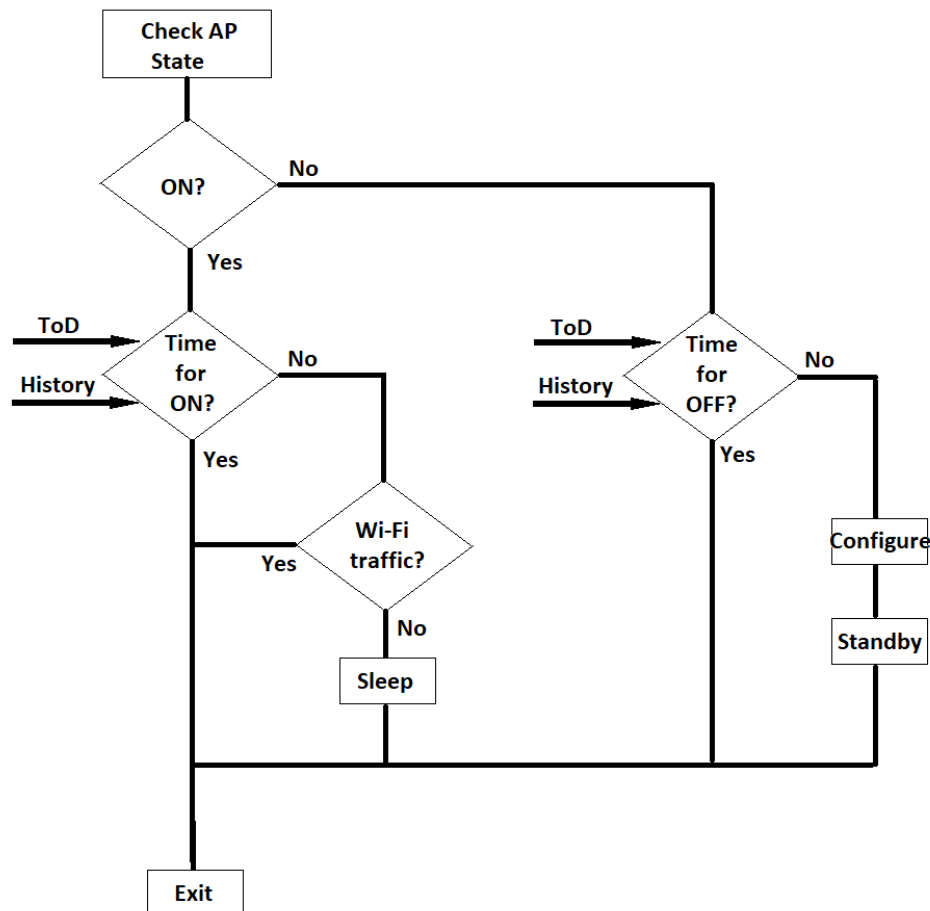 Check AP
State
ON?
No
Yes
ToD
History
Time
for
ON?
No
Yes
Wi-Fi
traffic?
Yes
No
Sleep
ToD
History
Time
for
OFF?
No
Yes
Configure
Standby
Exit